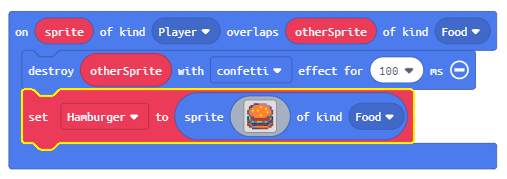 on sprite of kind Player overlaps otherSprite of kind Food
destroy otherSprite with confetti effect for 100 ms
set Hamburger to sprite of kind Food